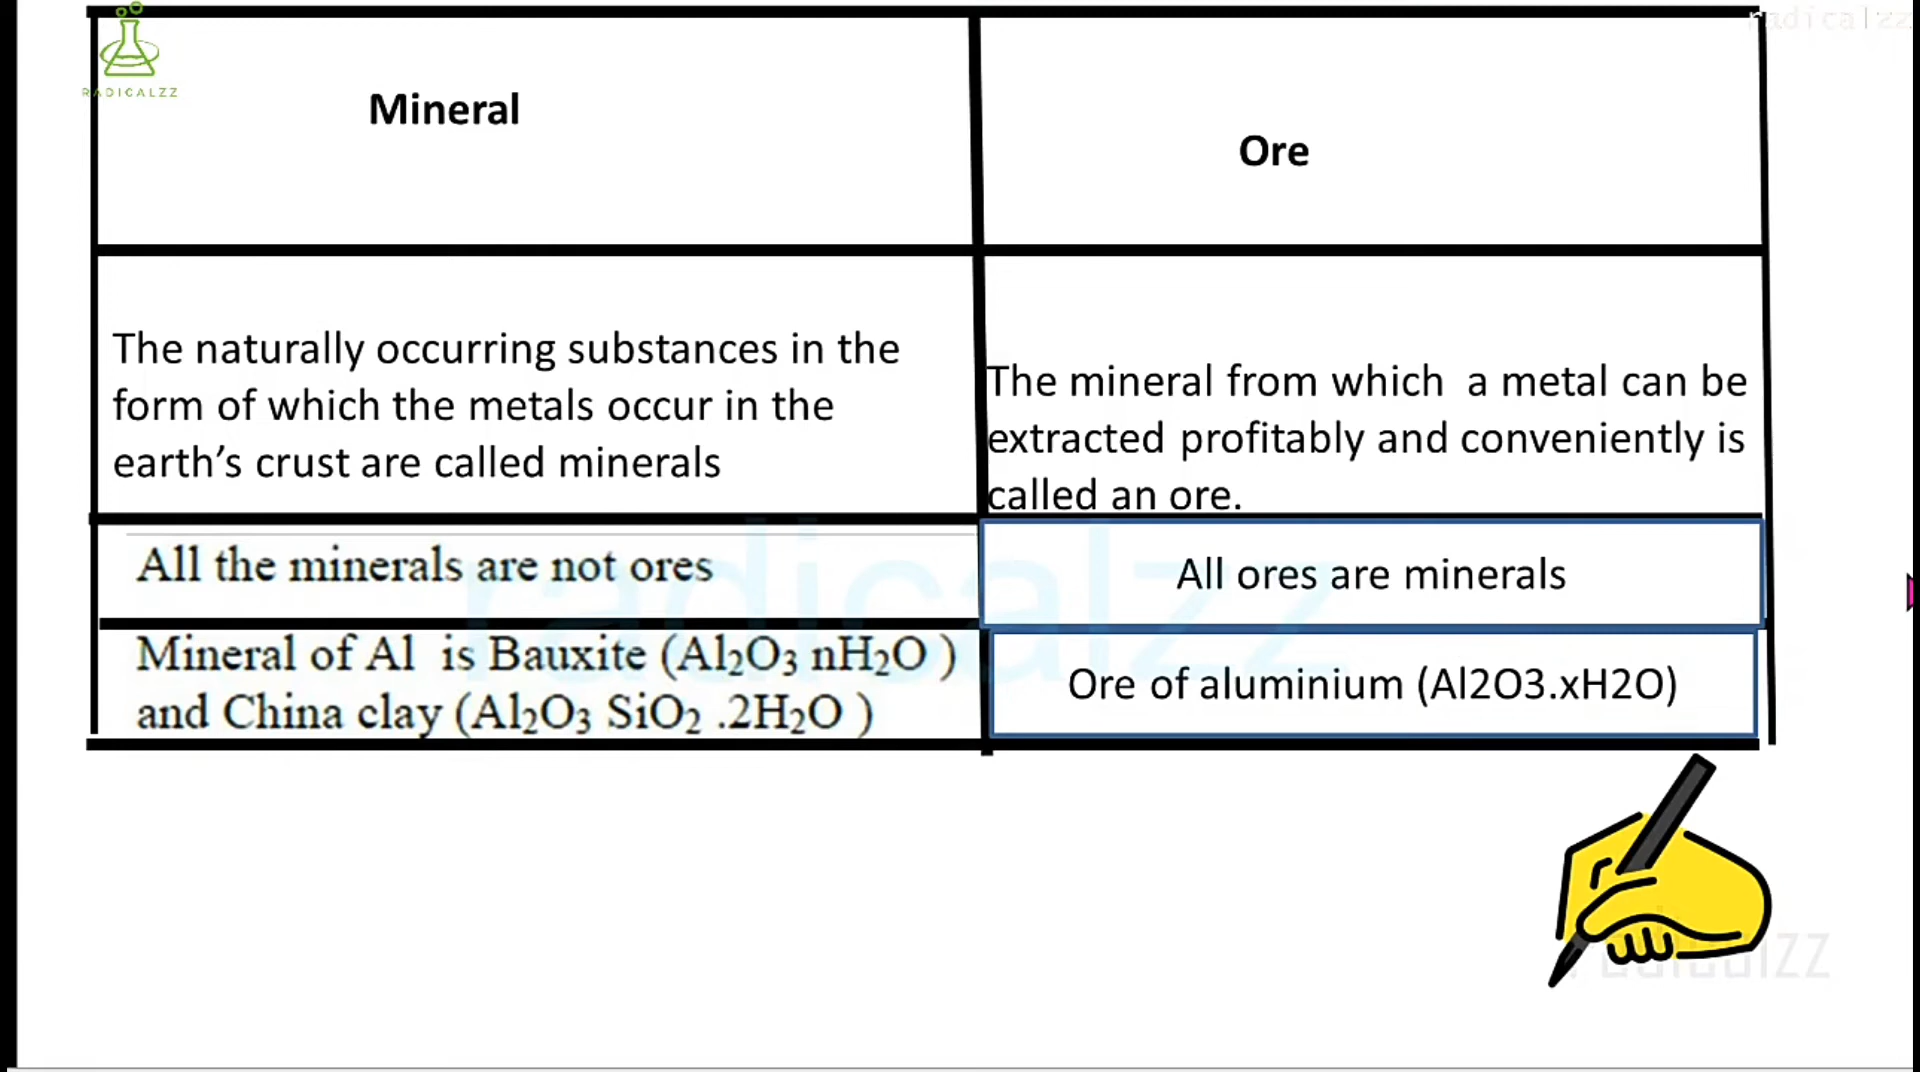 RADICALZZ
radicalzz
Mineral
Ore
The naturally occurring substances in the
form of which the metals occur in the
earth’s crust are called minerals
The mineral from which a metal can be
extracted profitably and conveniently is
called an ore.
All the minerals are not ores
All ores are minerals
radicalzz
Mineral of Al is Bauxite (Al₂O₃ nH₂O )
and China clay (Al₂O₃ SiO₂ .2H₂O )
Ore of aluminium (Al2O3.xH2O)
radicalzz